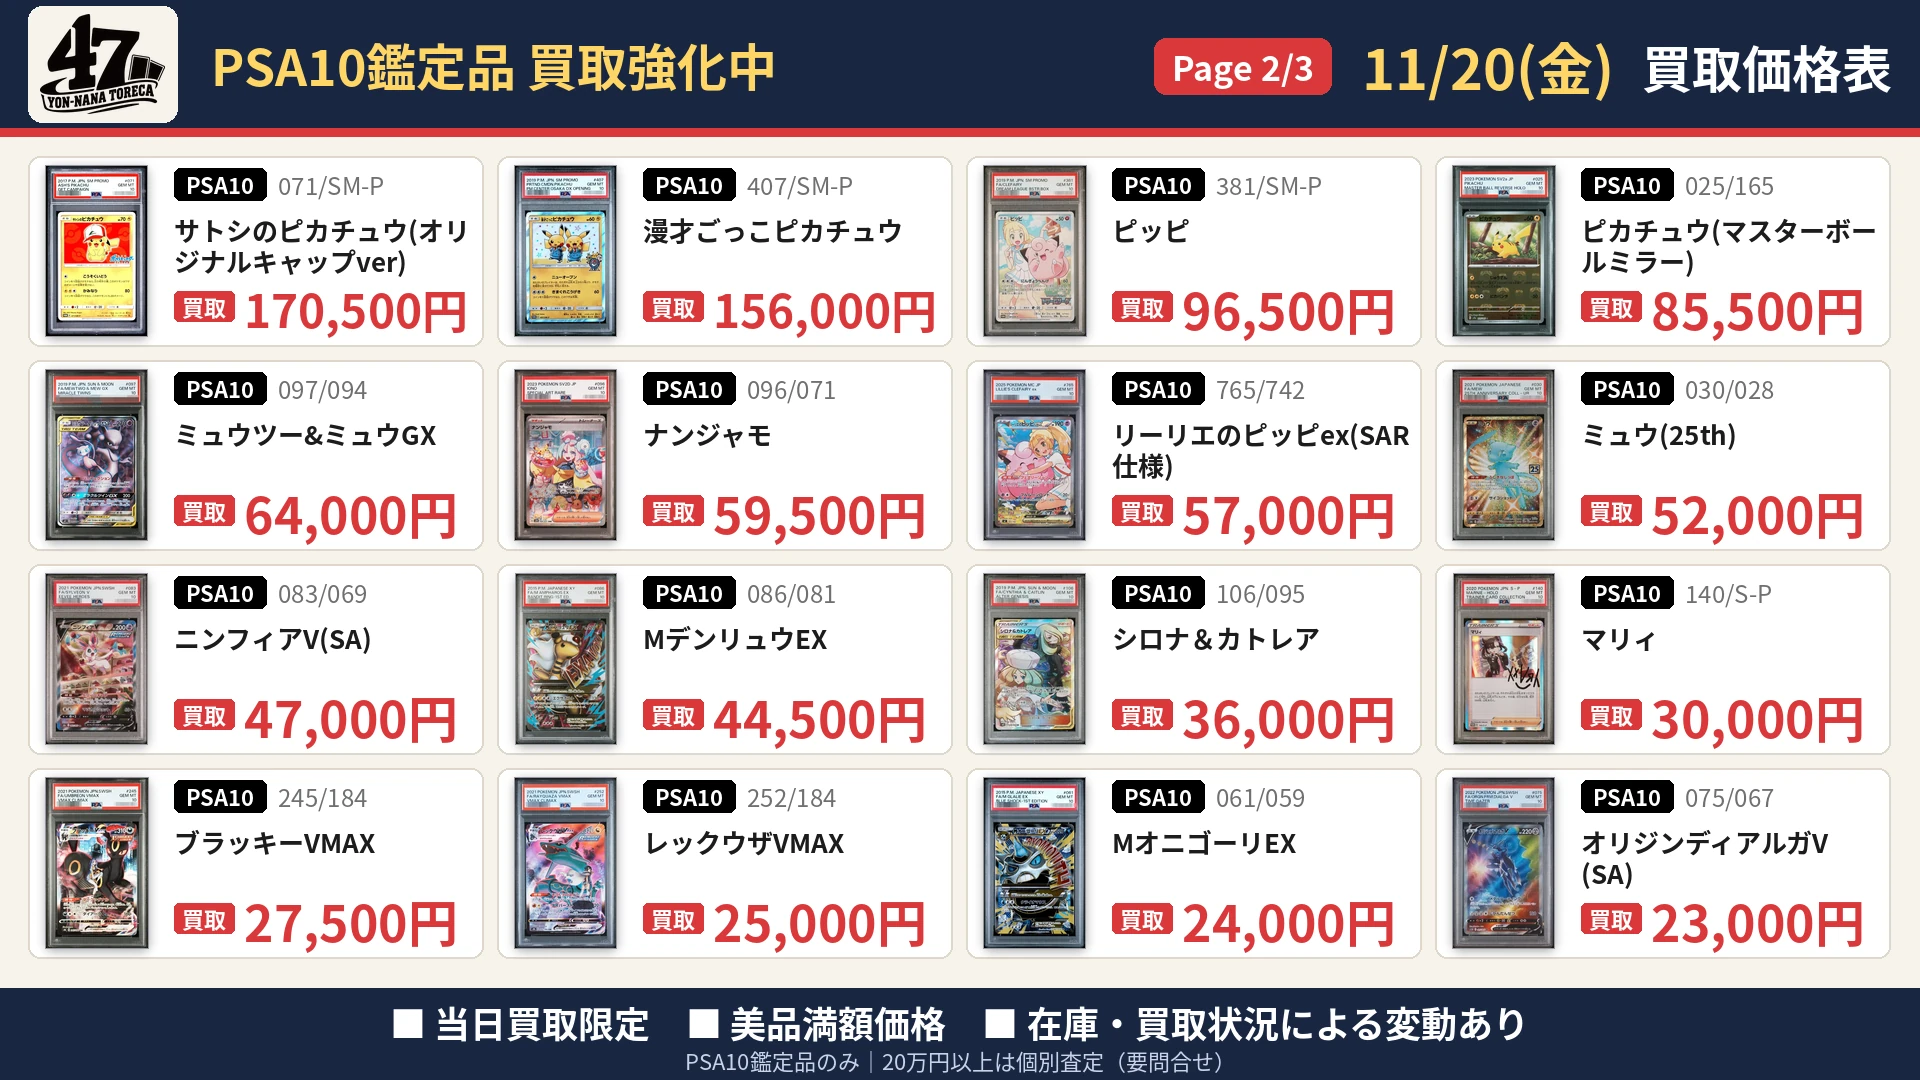 47
YON-NANA TORECA
PSA10鑑定品 買取強化中
Page 2/3
11/20(金) 買取価格表
PSA10 071/SM-P
サトシのピカチュウ(オリ
ジナルキャップver)
買取 170,500円
PSA10 407/SM-P
漫才ごっこピカチュウ
買取 156,000円
PSA10 381/SM-P
ピッピ
買取 96,500円
PSA10 025/165
ピカチュウ(マスターボー
ルミラー)
買取 85,500円
PSA10 097/094
ミュウツー&ミュウGX
買取 64,000円
PSA10 096/071
ナンジャモ
買取 59,500円
PSA10 765/742
リーリエのピッピex(SAR
仕様)
買取 57,000円
PSA10 030/028
ミュウ(25th)
買取 52,000円
PSA10 083/069
ニンフィアV(SA)
買取 47,000円
PSA10 086/081
MデンリュウEX
買取 44,500円
PSA10 106/095
シロナ＆カトレア
買取 36,000円
PSA10 140/S-P
マリィ
買取 30,000円
PSA10 245/184
ブラッキーVMAX
買取 27,500円
PSA10 252/184
レックウザVMAX
買取 25,000円
PSA10 061/059
MオニゴーリEX
買取 24,000円
PSA10 075/067
オリジンディアルガV
(SA)
買取 23,000円
■ 当日買取限定 ■ 美品満額価格 ■ 在庫・買取状況による変動あり
PSA10鑑定品のみ｜20万円以上は個別査定（要問合せ）